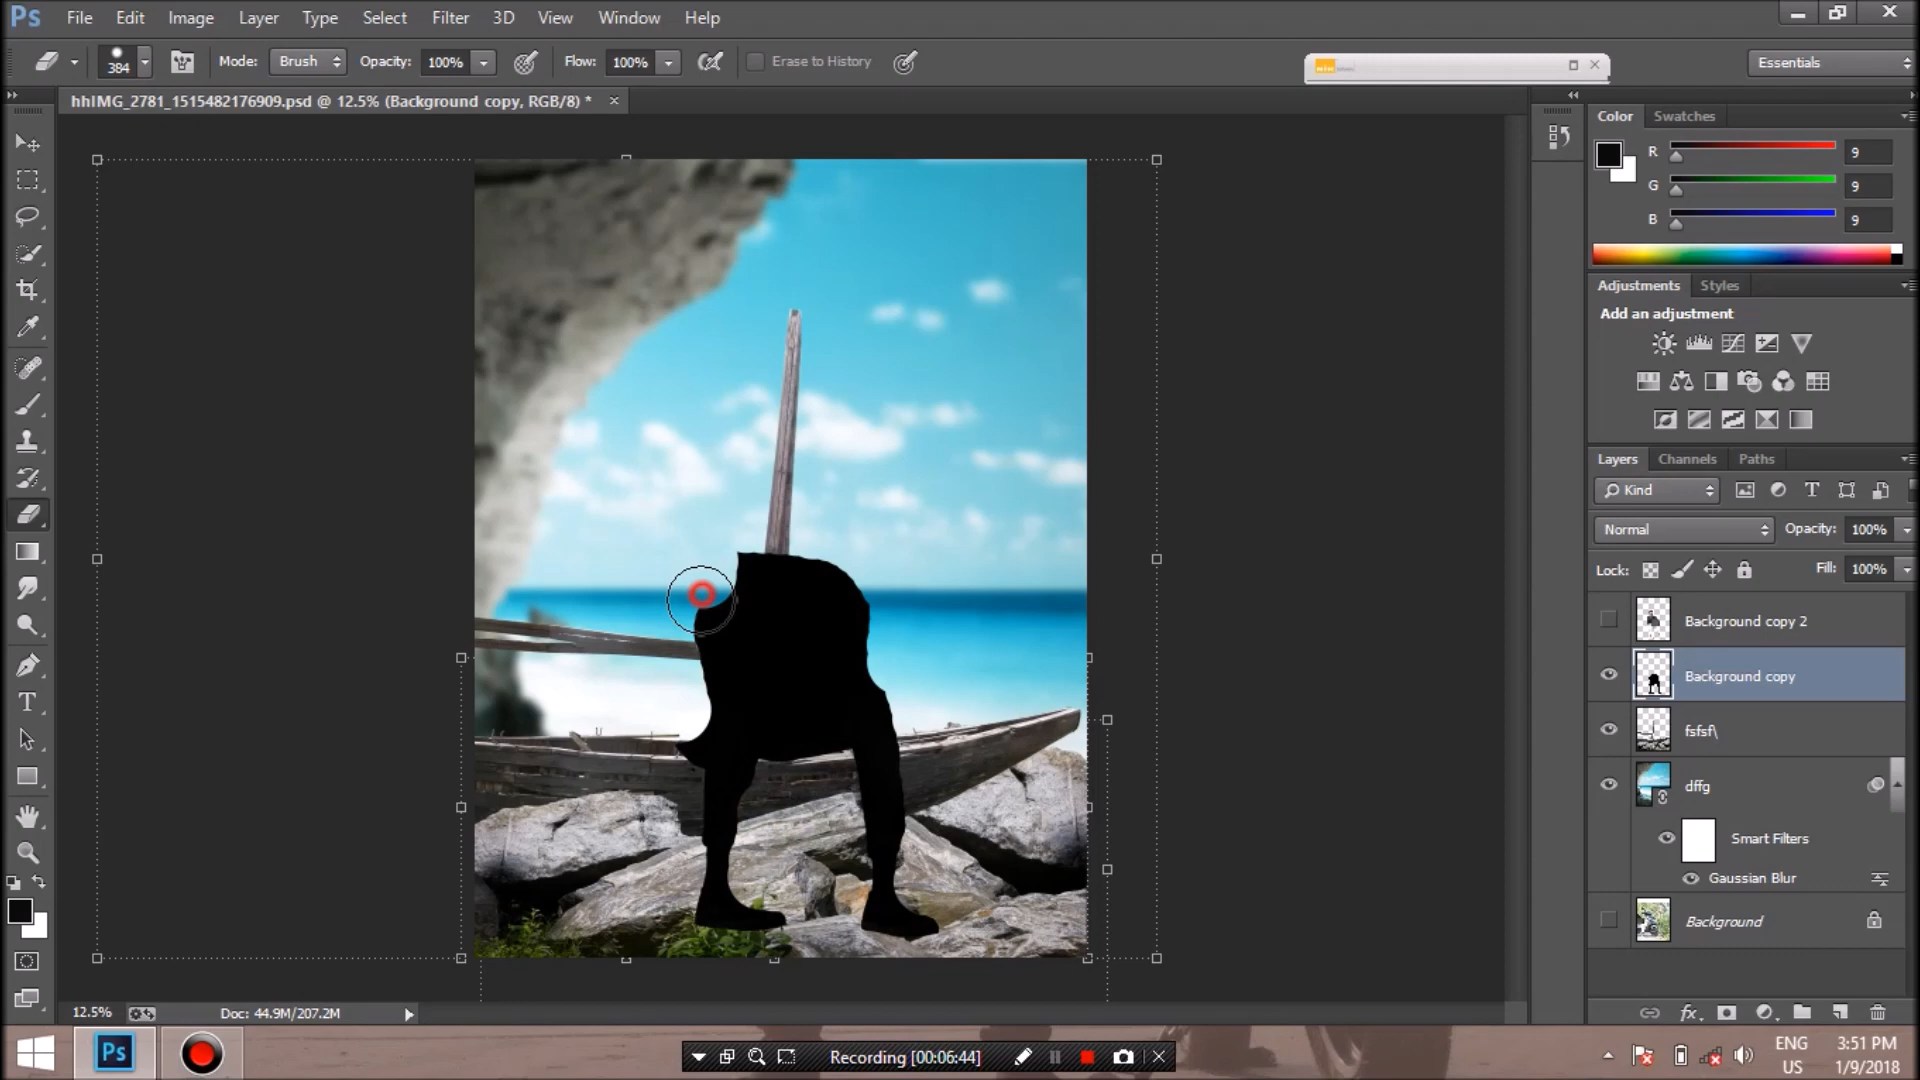 Ps File Edit Image Layer Type Select Filter 3D View Window Help
384 Mode: Brush Opacity: 100% Flow: 100% Erase to History Essentials
hhIMG_2781_1515482176909.psd @ 12.5% (Background copy, RGB/8) *
Color Swatches
R 9
G 9
B 9
Adjustments Styles
Add an adjustment
Layers Channels Paths
Kind
Normal Opacity: 100%
Lock: Fill: 100%
Background copy 2
Background copy
fsfsf\
dffg
Smart Filters
Gaussian Blur
Background
12.5% Doc: 44.9M/207.2M
Ps Recording [00:06:44] ENG 3:51 PM
US 1/9/2018